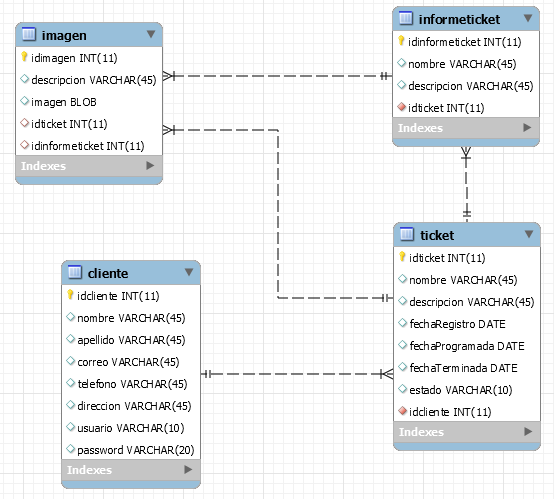 imagen
idimagen INT(11)
descripcion VARCHAR(45)
imagen BLOB
idticket INT(11)
idinformeticket INT(11)
Indexes
informeticket
idinformeticket INT(11)
nombre VARCHAR(45)
descripcion VARCHAR(45)
idticket INT(11)
Indexes
cliente
idcliente INT(11)
nombre VARCHAR(45)
apellido VARCHAR(45)
correo VARCHAR(45)
telefono VARCHAR(45)
direccion VARCHAR(45)
usuario VARCHAR(10)
password VARCHAR(20)
Indexes
ticket
idticket INT(11)
nombre VARCHAR(45)
descripcion VARCHAR(45)
fechaRegistro DATE
fechaProgramada DATE
fechaTerminada DATE
estado VARCHAR(10)
idcliente INT(11)
Indexes